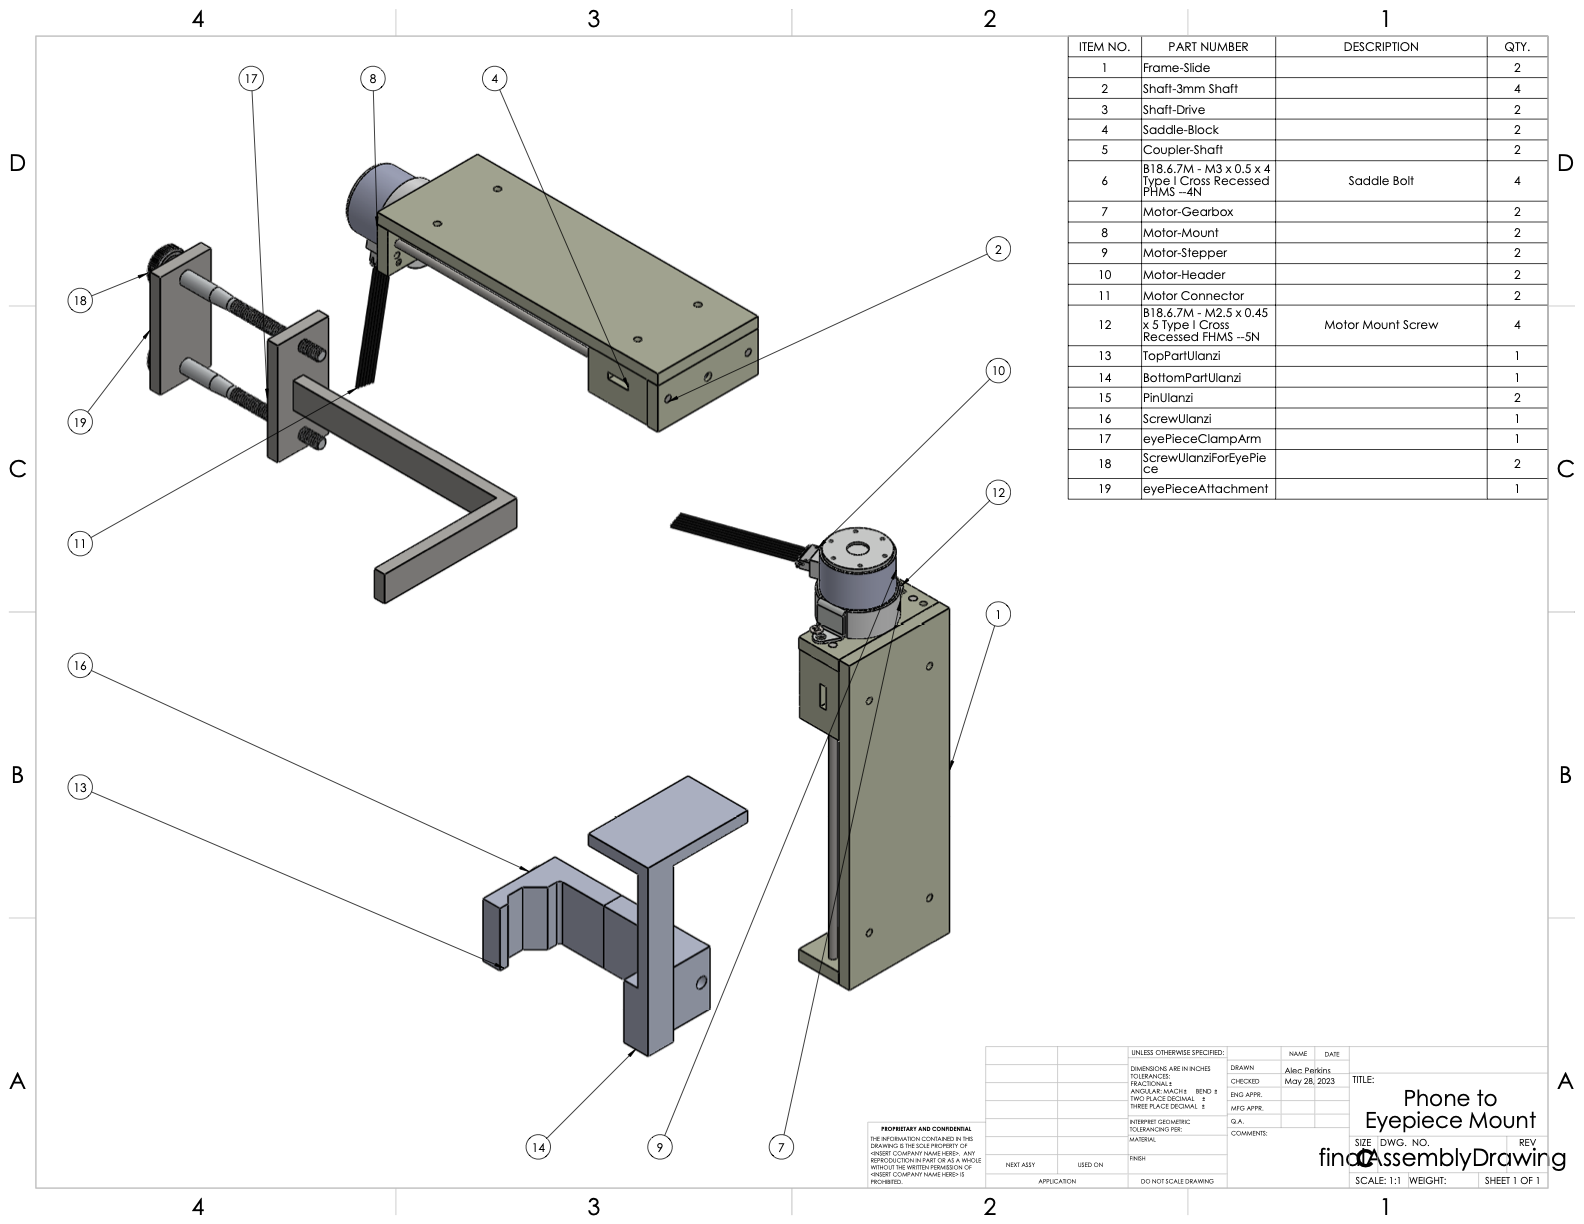 4 3 2 1
D
C
B
A
D
C
B
A
17 8 4
2
18
10
19
12
11
1
16
13
14 9 7
ITEM NO. PART NUMBER DESCRIPTION QTY.
1 Frame-Slide 2
2 Shaft-3mm Shaft 4
3 Shaft-Drive 2
4 Saddle-Block 2
5 Coupler-Shaft 2
6 B18.6.7M - M3 x 0.5 x 4
Type I Cross Recessed
PHMS --4N Saddle Bolt 4
7 Motor-Gearbox 2
8 Motor-Mount 2
9 Motor-Stepper 2
10 Motor-Header 2
11 Motor Connector 2
12 B18.6.7M - M2.5 x 0.45
x 5 Type I Cross
Recessed FHMS --5N Motor Mount Screw 4
13 TopPartUlanzi 1
14 BottomPartUlanzi 1
15 PinUlanzi 2
16 ScrewUlanzi 1
17 eyePieceClampArm 1
18 ScrewUlanziForEyePie
ce 2
19 eyePieceAttachment 1
PROPRIETARY AND CONFIDENTIAL
THE INFORMATION CONTAINED IN THIS
DRAWING IS THE SOLE PROPERTY OF
<INSERT COMPANY NAME HERE>. ANY
REPRODUCTION IN PART OR AS A WHOLE
WITHOUT THE WRITTEN PERMISSION OF
<INSERT COMPANY NAME HERE> IS
PROHIBITED.
NEXT ASSY USED ON
APPLICATION
UNLESS OTHERWISE SPECIFIED:
DIMENSIONS ARE IN INCHES
TOLERANCES:
FRACTIONAL ±
ANGULAR: MACH ± BEND ±
TWO PLACE DECIMAL ±
THREE PLACE DECIMAL ±
INTERPRET GEOMETRIC
TOLERANCING PER:
MATERIAL
FINISH
DO NOT SCALE DRAWING
NAME DATE
DRAWN Alec Perkins
CHECKED May 28, 2023
ENG APPR.
MFG APPR.
Q.A.
COMMENTS:
TITLE:
Phone to
Eyepiece Mount
SIZE DWG. NO. REV
C
finalAssemblyDrawing
SCALE: 1:1 WEIGHT: SHEET 1 OF 1
4 3 2 1